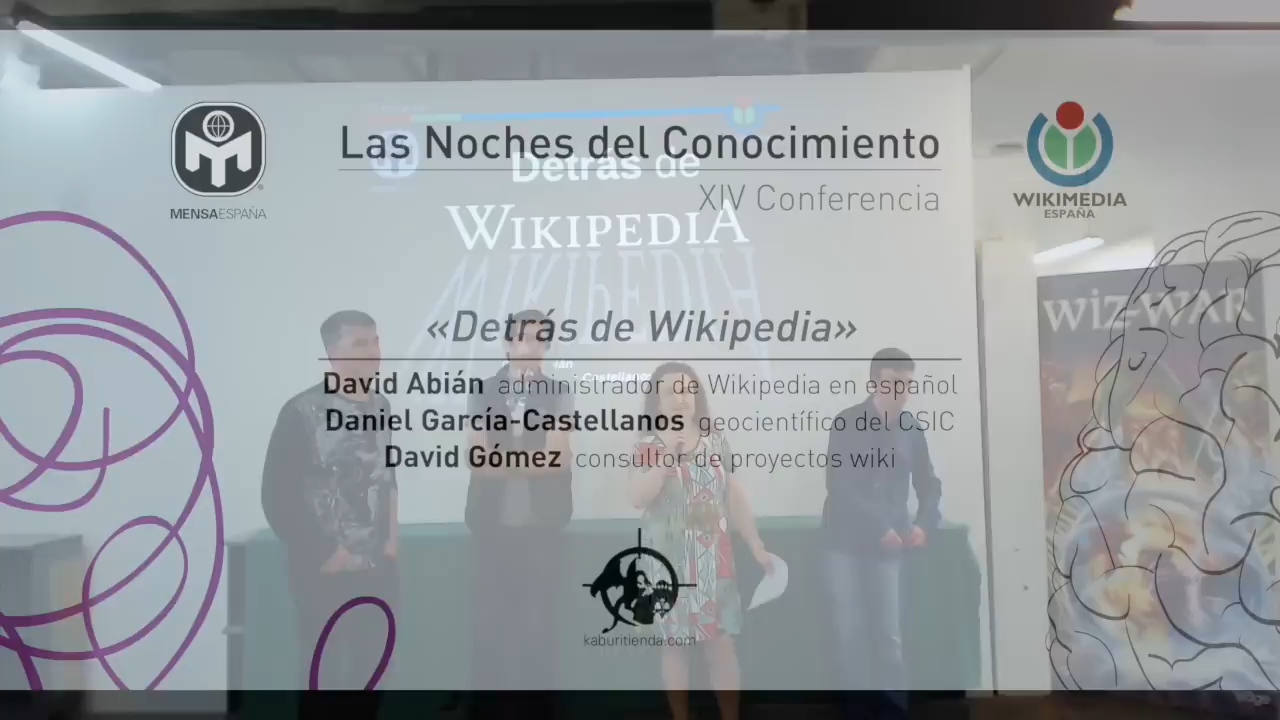 Las Noches del Conocimiento
Detrás de
XIV Conferencia
MENSAESPAÑA
WIKIMEDIA
ESPAÑA
WIKIPEDIA
WiZ-WAR
«Detrás de Wikipedia»
Castellanos
David Abián administrador de Wikipedia en español
Daniel García-Castellanos geocientífico del CSIC
David Gómez consultor de proyectos wiki
kaburitienda.com